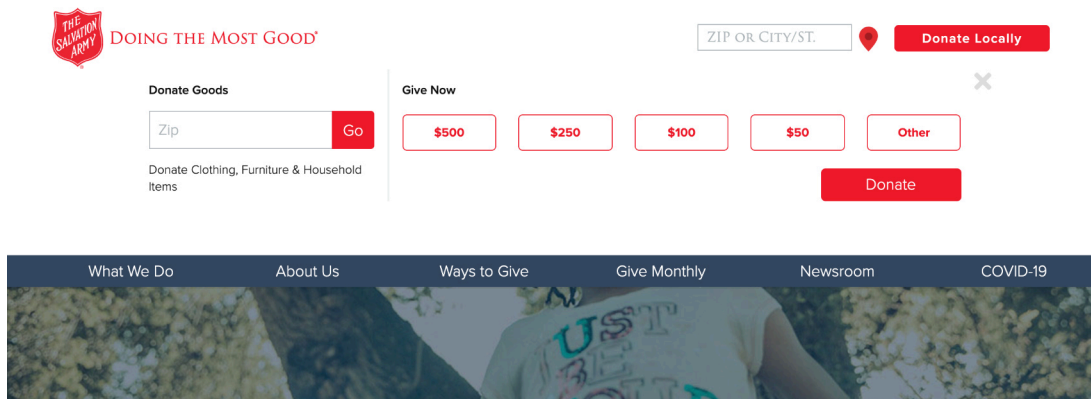 THE
SALVATION
ARMY
DOING THE MOST GOOD®
ZIP OR CITY/ST.
Donate Locally
Donate Goods
Give Now
Zip
Go
$500
$250
$100
$50
Other
Donate Clothing, Furniture & Household
Items
Donate
What We Do
About Us
Ways to Give
Give Monthly
Newsroom
COVID-19
UST
BE